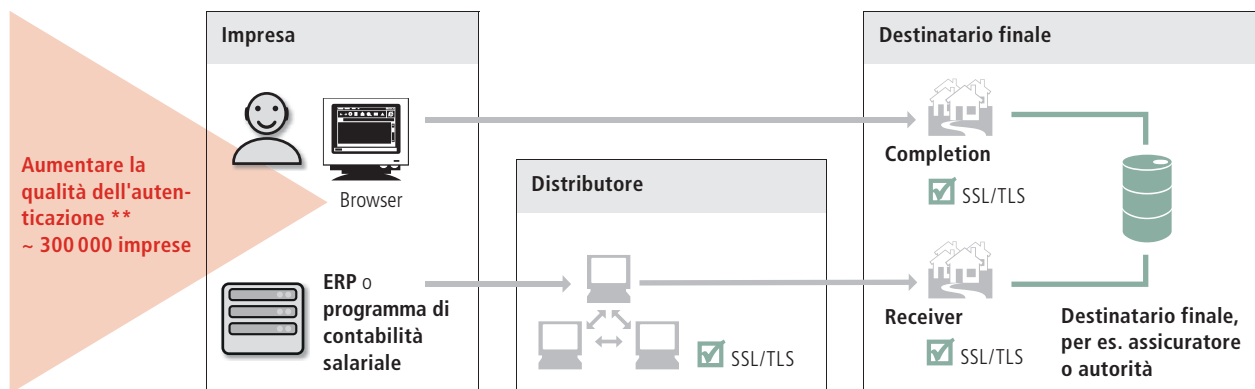 Impresa
Destinatario finale
Aumentare la
qualità dell'auten-
ticazione **
~ 300 000 imprese
Browser
Completion
SSL/TLS
Distributore
ERP o
programma di
contabilità
salariale
SSL/TLS
Receiver
SSL/TLS
Destinatario finale,
per es. assicuratore
o autorità